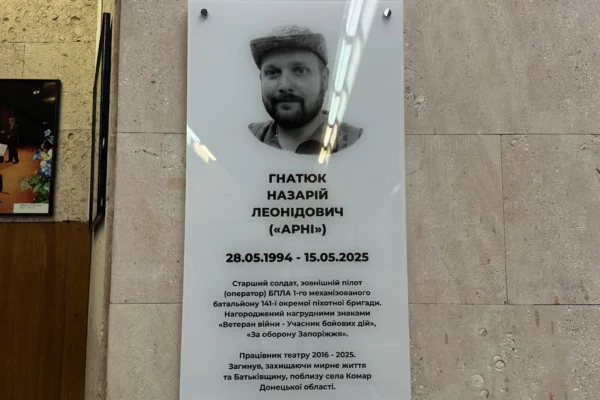 ГНАТЮК
НАЗАРІЙ
ЛЕОНІДОВИЧ
(«АРНІ»)
28.05.1994 - 15.05.2025
Старший солдат, зовнішній пілот
(оператор) БПЛА 1-го механізованого
батальйону 141-ї окремої піхотної бригади.
Нагороджений нагрудними знаками
«Ветеран війни - Учасник бойових дій»,
«За оборону Запоріжжя».
Працівник театру 2016 - 2025.
Загинув, захищаючи мирне життя
та Батьківщину, поблизу села Комар
Донецької області.